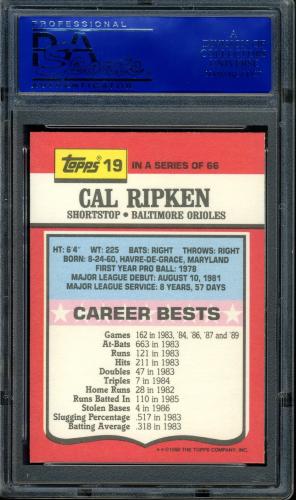 PROFESSIONAL
PSA
AUTHENTICATOR
A
DIVISION OF
COLLECTORS
UNIVERSE
Topps® 19 IN A SERIES OF 66
CAL RIPKEN
SHORTSTOP • BALTIMORE ORIOLES
HT: 6'4" WT: 225 BATS: RIGHT THROWS: RIGHT
BORN: 8-24-60, HAVRE-DE-GRACE, MARYLAND
FIRST YEAR PRO BALL: 1978
MAJOR LEAGUE DEBUT: AUGUST 10, 1981
MAJOR LEAGUE SERVICE: 8 YEARS, 57 DAYS
CAREER BESTS
Games 162 in 1983, '84, '86, '87 and '89
At-Bats 663 in 1983
Runs 121 in 1983
Hits 211 in 1983
Doubles 47 in 1983
Triples 7 in 1984
Home Runs 28 in 1982
Runs Batted In 110 in 1985
Stolen Bases 4 in 1986
Slugging Percentage .517 in 1983
Batting Average .318 in 1983
THE TOPPS COMPANY, INC.